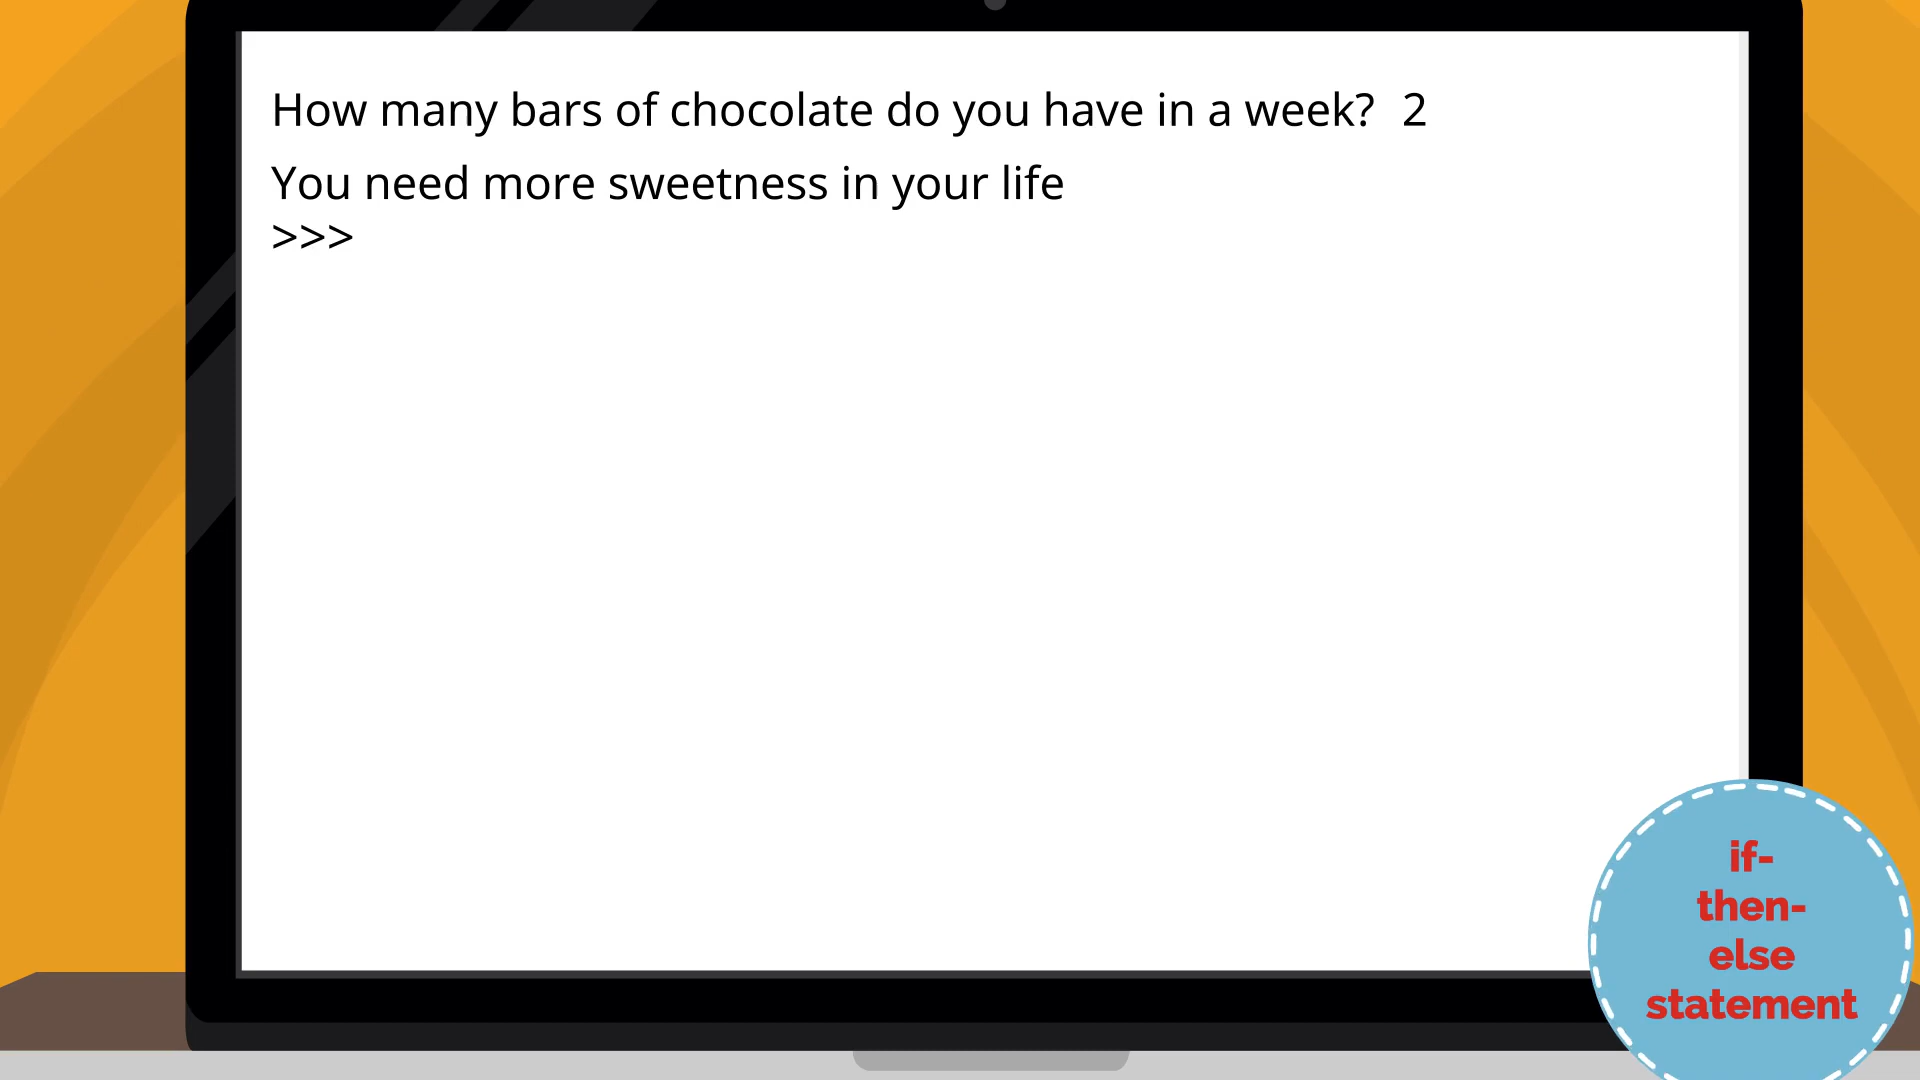 How many bars of chocolate do you have in a week? 2
You need more sweetness in your life
>>>
if-
then-
else
statement